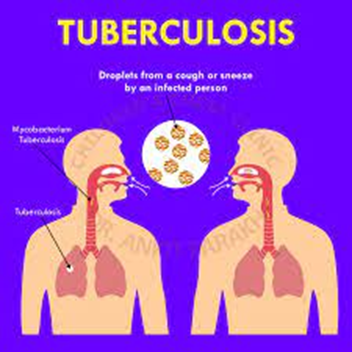 TUBERCULOSIS
Droplets from a cough or sneeze
by an infected person
Mycobacterium
Tuberculosis
Tuberculosis